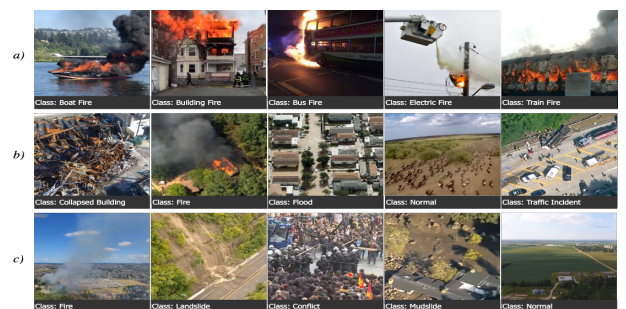 a)
Class: Boat Fire
Class: Building Fire
Class: Bus Fire
Class: Electric Fire
Class: Train Fire
b)
Class: Collapsed Building
Class: Fire
Class: Flood
Class: Normal
Class: Traffic Incident
c)
Class: Fire
Class: Landslide
Class: Conflict
Class: Mudslide
Class: Normal